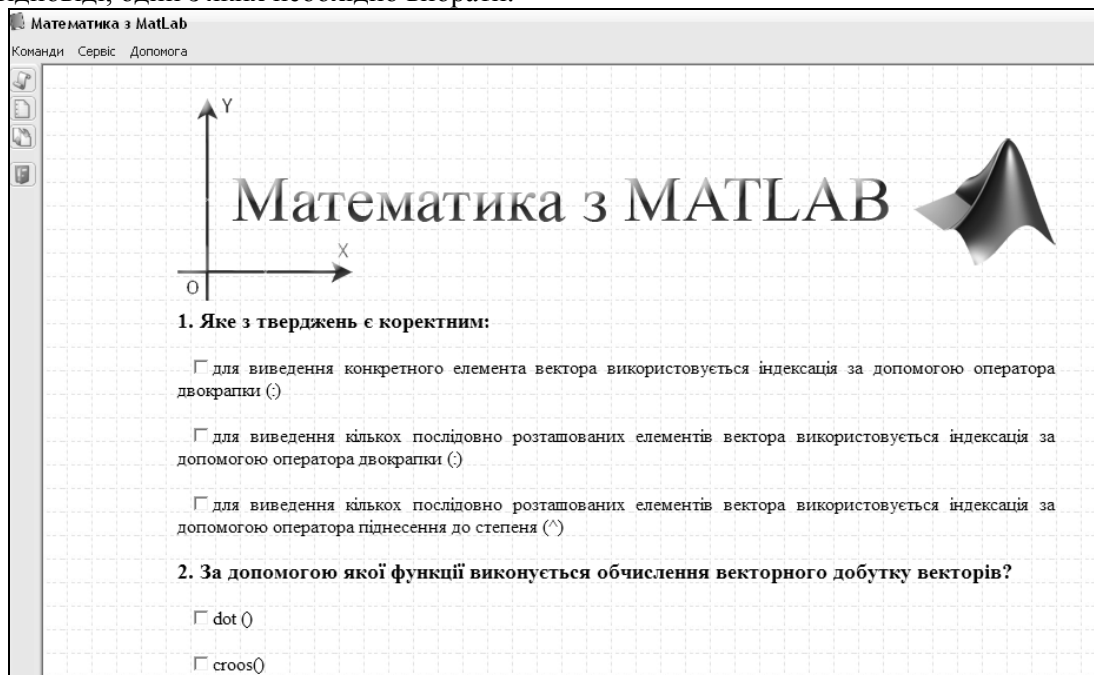 Математика з MatLab
Команди Сервіс Допомога
Y
Математика з MATLAB
X
O
1. Яке з тверджень є коректним:
для виведення конкретного елемента вектора використовується індексація за допомогою оператора
двокрапки (:)
для виведення кількох послідовно розташованих елементів вектора використовується індексація за
допомогою оператора двокрапки (:)
для виведення кількох послідовно розташованих елементів вектора використовується індексація за
допомогою оператора піднесення до степеня (^)
2. За допомогою якої функції виконується обчислення векторного добутку векторів?
dot ()
croos()